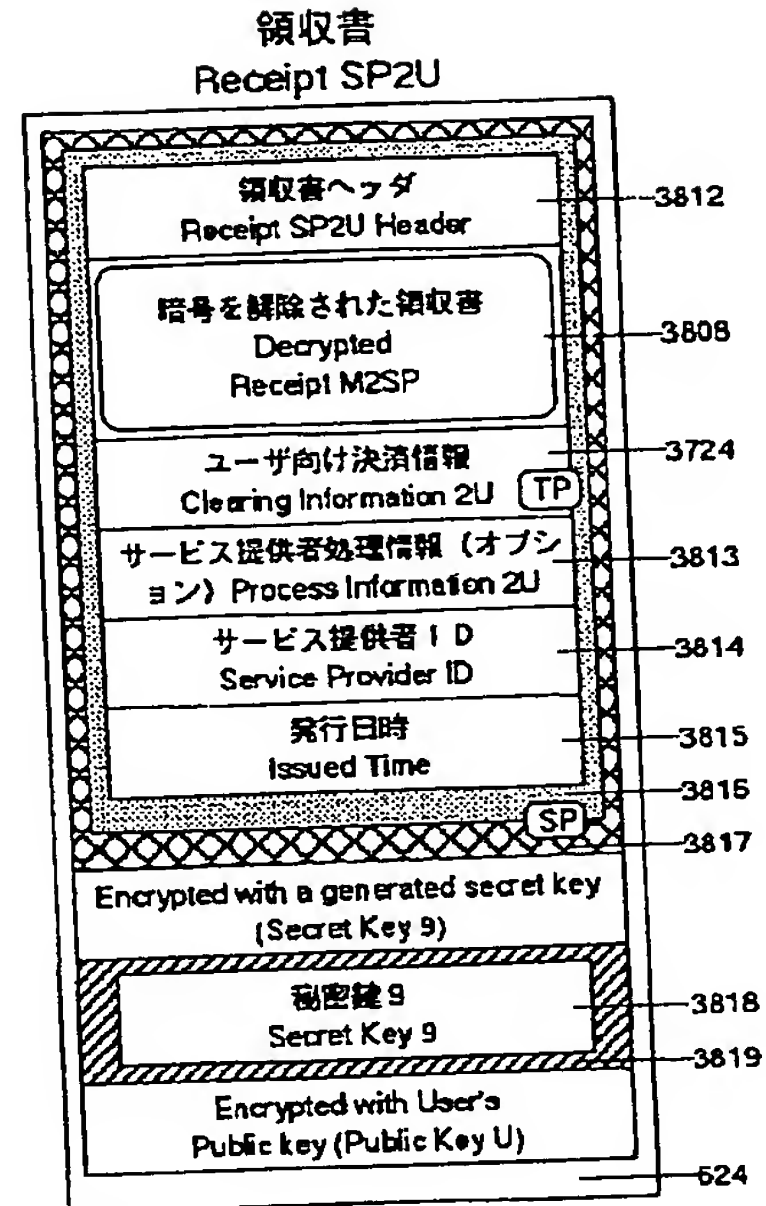 領収書
Receipt SP2U
領収書ヘッダ
Receipt SP2U Header
3812
暗号を解除された領収書
Decrypted
Receipt M2SP
3808
ユーザ向け決済情報
Clearing Information 2U
TP
3724
サービス提供者処理情報（オプシ
ョン）Process Information 2U
3813
サービス提供者ＩＤ
Service Provider ID
3814
発行日時
Issued Time
3815
3816
SP
3817
Encrypted with a generated secret key
(Secret Key 9)
秘密鍵９
Secret Key 9
3818
3819
Encrypted with User's
Public key (Public Key U)
624